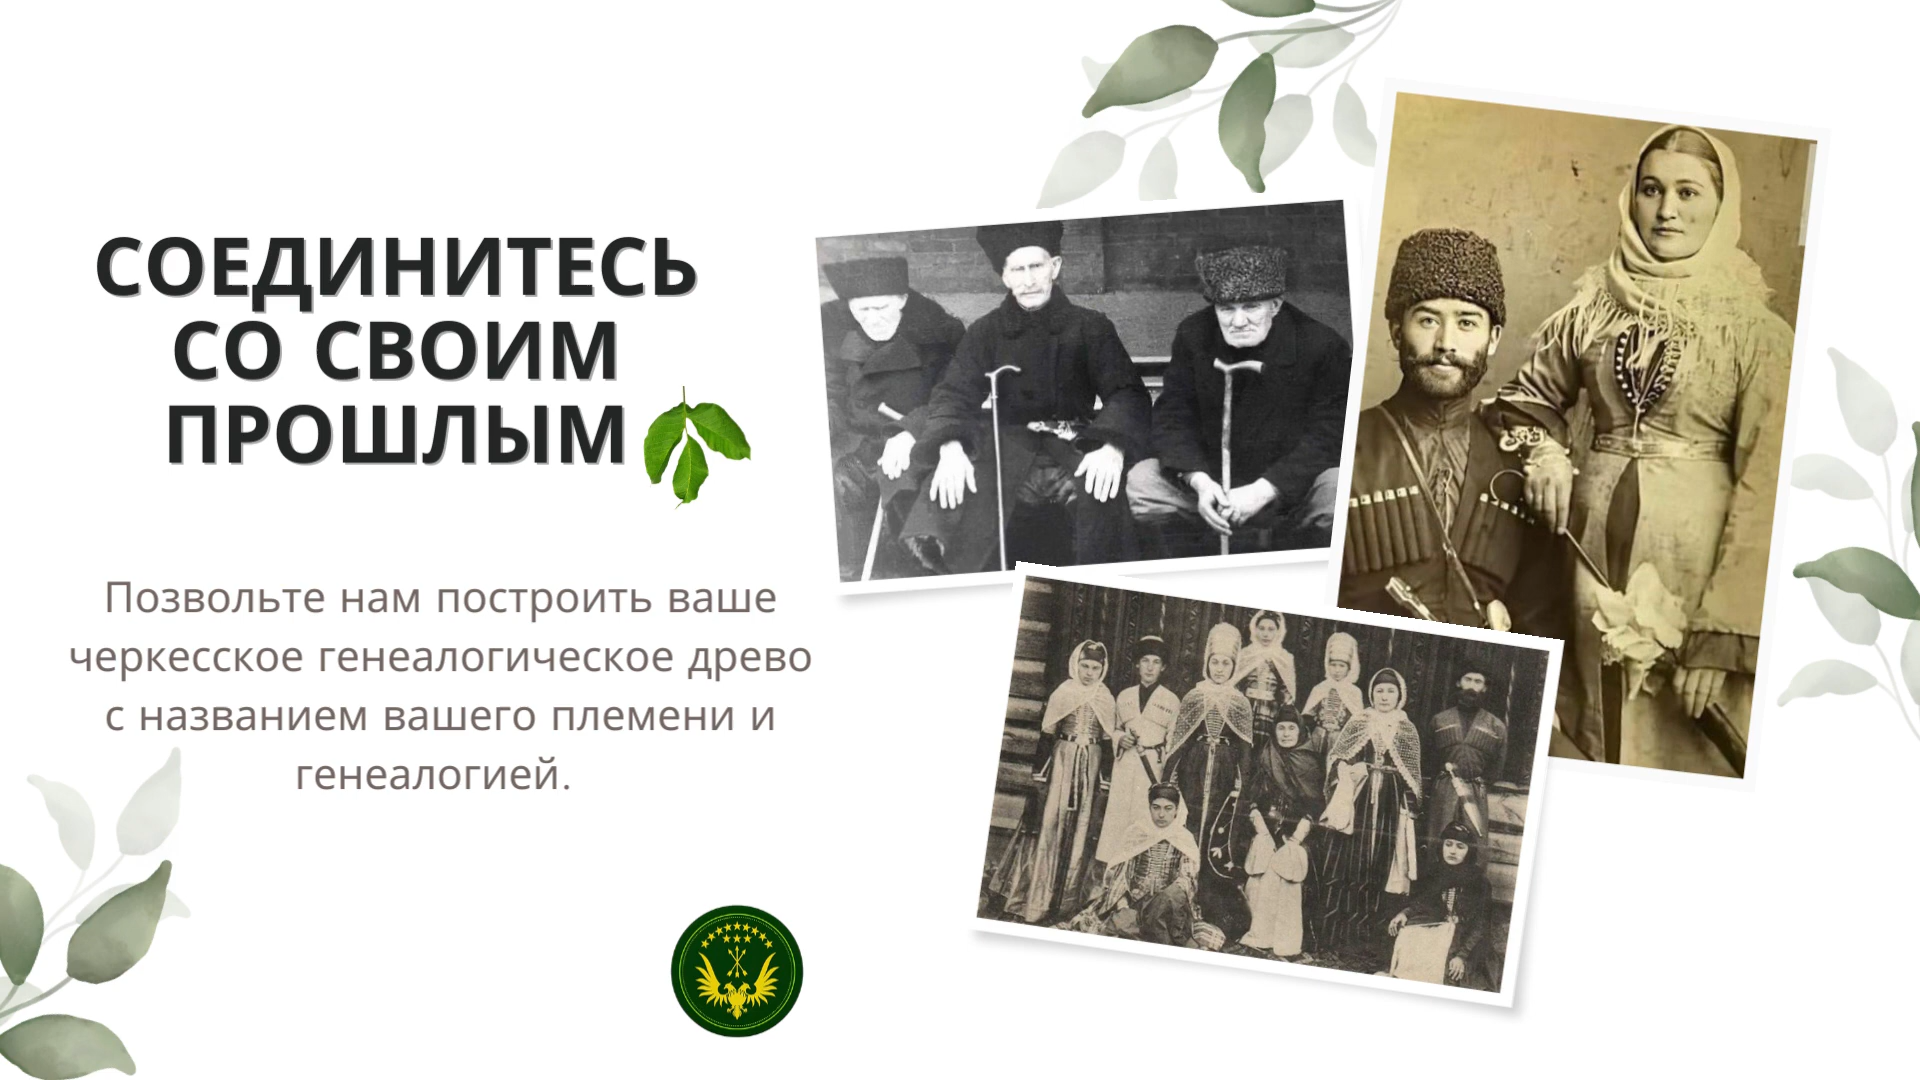 СОЕДИНИТЕСЬ
СО СВОИМ
ПРОШЛЫМ
Позвольте нам построить ваше
черкесское генеалогическое древо
с названием вашего племени и
генеалогией.